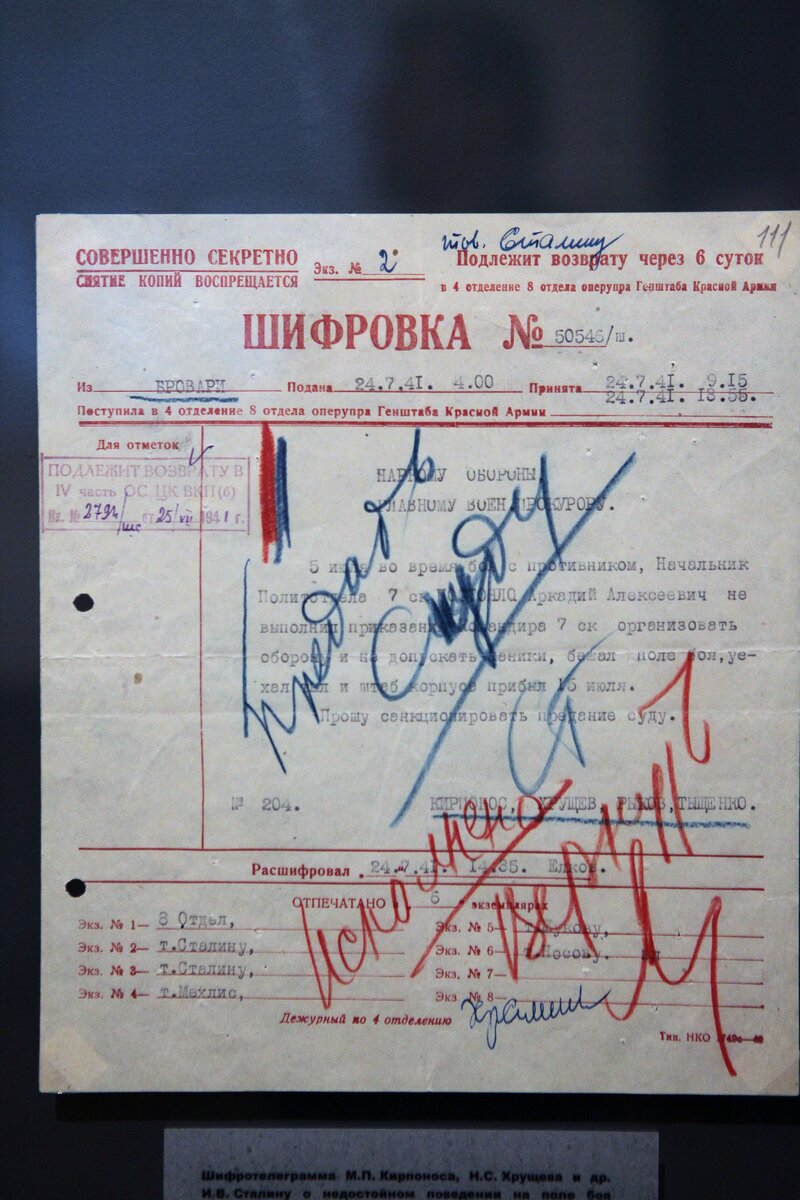 тов. Сталину
111
СОВЕРШЕННО СЕКРЕТНО
СНЯТИЕ КОПИЙ ВОСПРЕЩАЕТСЯ
Экз. № 2
Подлежит возврату через 6 суток
в 4 отделение 8 отдела оперупра Генштаба Красной Армии
ШИФРОВКА № 50546/ш.
Из БРОВАРИ Подана 24.7.41. 4.00 Принята 24.7.41. 9.15
24.7.41. 13.55.
Поступила в 4 отделение 8 отдела оперупра Генштаба Красной Армии
Для отметок
ПОДЛЕЖИТ ВОЗВРАТУ В
IV часть ОС ЦК ВКП(б)
Вх. № 2794/шс от 25/VII 1941 г.
НАРКОМУ ОБОРОНЫ
ГЛАВНОМУ ВОЕН.ПРОКУРОРУ.
5 июля во время боя с противником, Начальник
Политотдела 7 ск Аркадий Алексеевич не
выполнил приказание командира 7 ск организовать
оборону и не допускать паники, бежал поле боя,уе-
хал и штаб корпуса прибыл 15 июля.
Прошу санкционировать предание суду.
Предать
Суду
Ст
№ 204.
КИРПОНОС, ХРУЩЕВ,РЫКОВ,ТЫЩЕНКО.
Исполнено
Вернуть
М
Расшифровал 24.7.41. 14.35. Елков.
ОТПЕЧАТАНО 6 экземплярах
Экз. № 1— 8 Отдел,
Экз. № 2— т.Сталину,
Экз. № 3— т.Сталину,
Экз. № 4— т.Мехлис,
Экз. № 5— т.Жукову,
Экз. № 6— т.Носову.
Экз. № 7—
Экз. № 8—
Дежурный по 4 отделению
Тип. НКО
Шифротелеграмма М.П. Кирпоноса, Н.С. Хрущева и др.
И.В. Сталину о недостойном поведении на поле боя